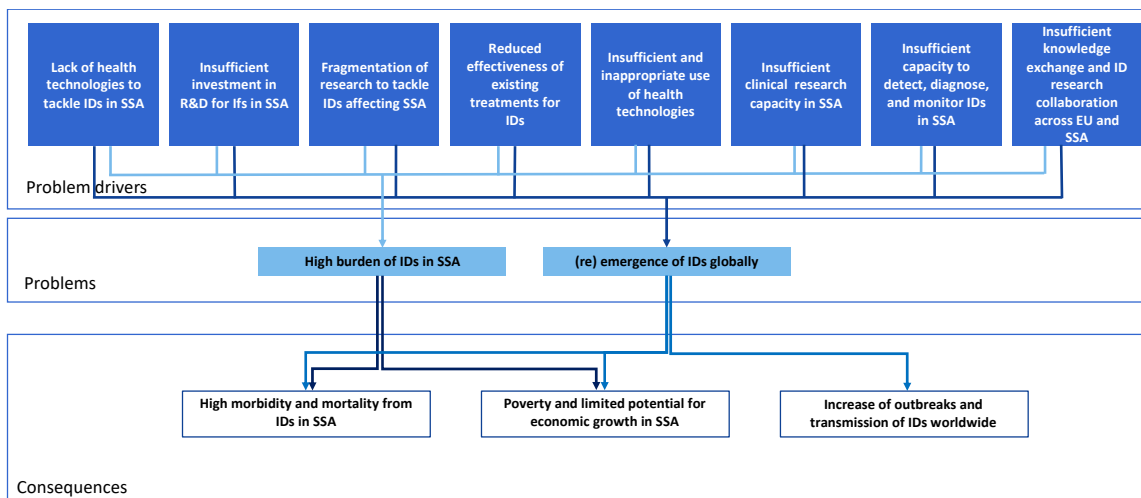 Lack of health
technologies to
tackle IDs in SSA
Insufficient
investment in
R&D for Ifs in SSA
Fragmentation of
research to tackle
IDs affecting SSA
Reduced
effectiveness of
existing
treatments for
IDs
Insufficient and
inappropriate use
of health
technologies
Insufficient
clinical research
capacity in SSA
Insufficient
capacity to
detect, diagnose,
and monitor IDs
in SSA
Insufficient
knowledge
exchange and ID
research
collaboration
across EU and
SSA
Problem drivers
High burden of IDs in SSA
(re) emergence of IDs globally
Problems
High morbidity and mortality from
IDs in SSA
Poverty and limited potential for
economic growth in SSA
Increase of outbreaks and
transmission of IDs worldwide
Consequences